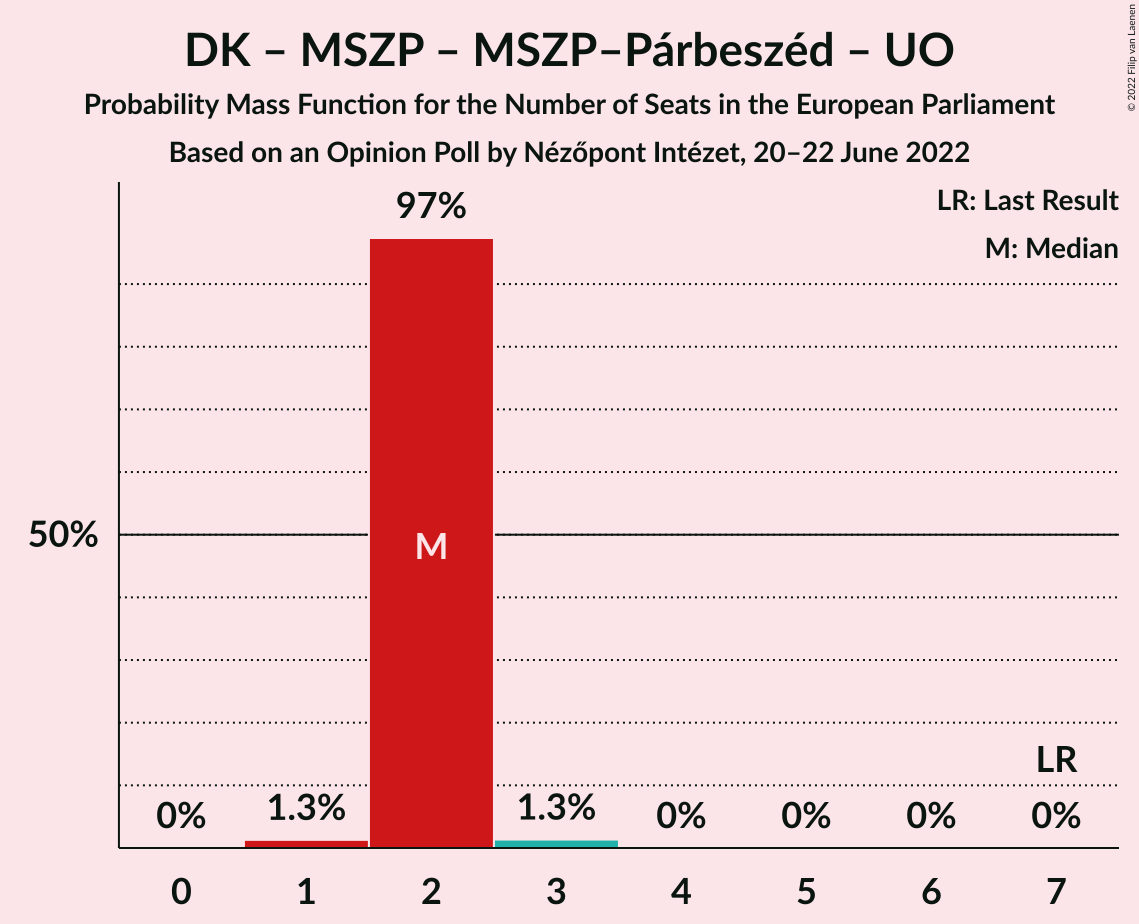 DK – MSZP – MSZP–Párbeszéd – UO
Probability Mass Function for the Number of Seats in the European Parliament
Based on an Opinion Poll by Nézőpont Intézet, 20–22 June 2022
© 2022 Filip van Laenen
LR: Last Result
M: Median
97%
50%
M
LR
0% 1.3% 1.3% 0% 0% 0% 0%
0 1 2 3 4 5 6 7